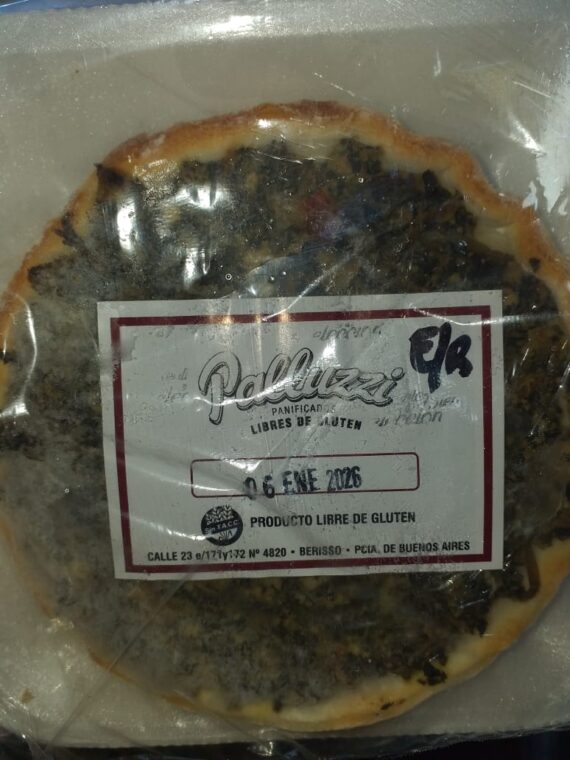 E/R
Palluzzi
PANIFICADOS
LIBRES DE GLUTEN
06 ENE 2026
Sin T.A.C.C.
PRODUCTO LIBRE DE GLUTEN
CALLE 23 e/171y172 Nº 4820 • BERISSO • PCIA. DE BUENOS AIRES